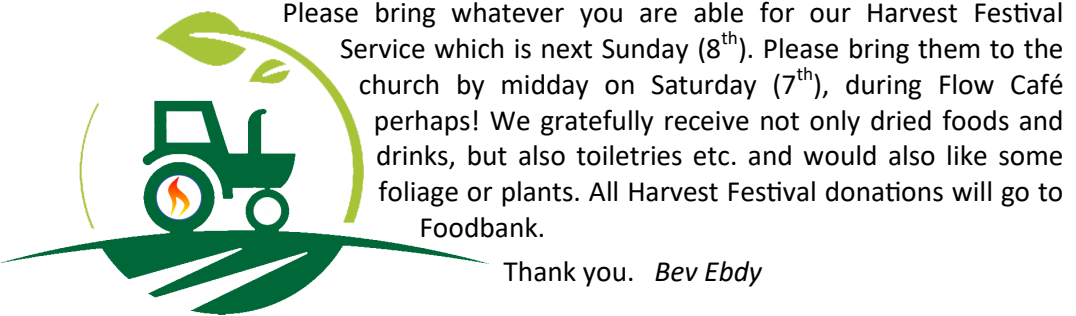 Please bring whatever you are able for our Harvest Festival
Service which is next Sunday (8th). Please bring them to the
church by midday on Saturday (7th), during Flow Café
perhaps! We gratefully receive not only dried foods and
drinks, but also toiletries etc. and would also like some
foliage or plants. All Harvest Festival donations will go to
Foodbank.
Thank you. Bev Ebdy